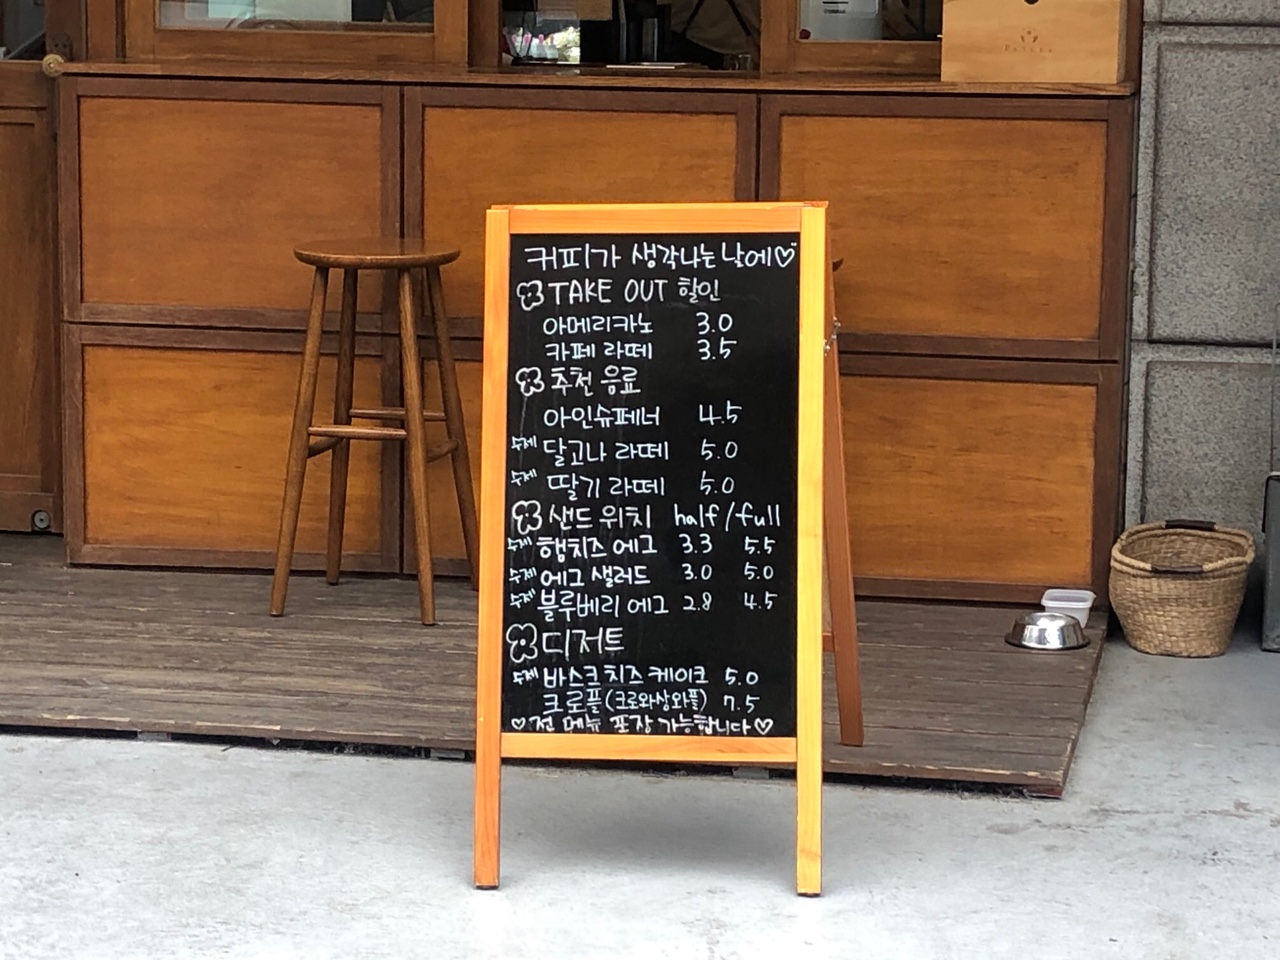 커피가 생각나는 날에♡
TAKE OUT 할인
아메리카노 3.0
카페 라떼 3.5
추천 음료
아인슈페너 4.5
수제 달고나 라떼 5.0
수제 딸기 라떼 5.0
샌드위치 half/full
수제 햄치즈 에그 3.3 5.5
수제 에그 샐러드 3.0 5.0
수제 블루베리 에그 2.8 4.5
디저트
수제 바스크 치즈 케이크 5.0
크로플(크로와상와플) 7.5
♡전 메뉴 포장 가능합니다♡